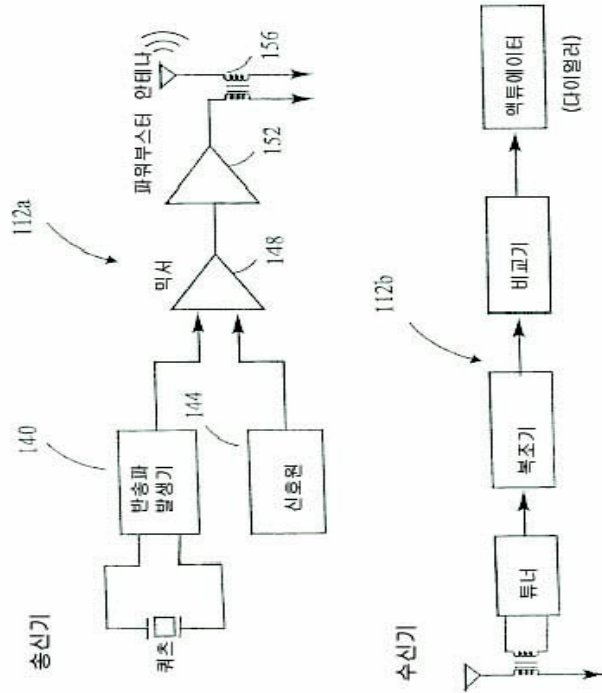 송신기
쿼츠
반송파
발생기
140
신호원
144
믹서
148
112a
파워부스터
152
안테나
156
수신기
튜너
복조기
112b
비교기
액튜에이터
(다이얼러)